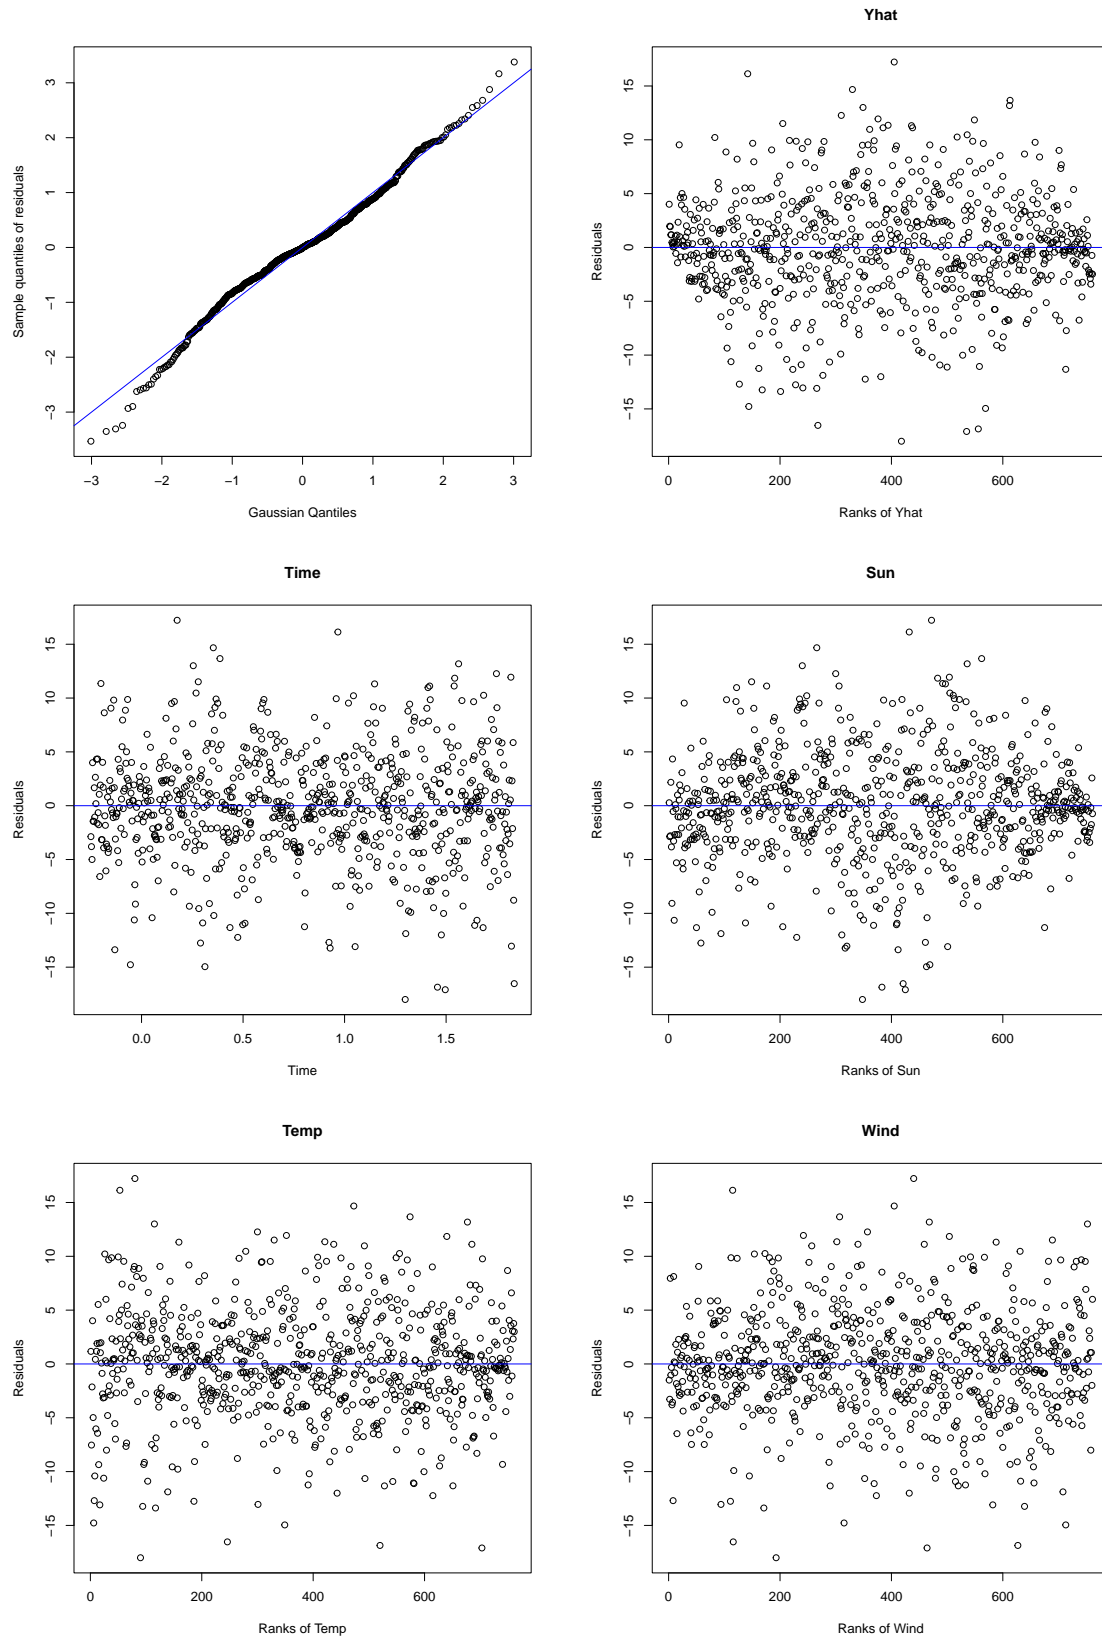 Sample quantiles of residuals
3
2
1
0
−1
−2
−3
−3 −2 −1 0 1 2 3
Gaussian Qantiles
Yhat
Residuals
15
10
5
0
−5
−10
−15
0 200 400 600
Ranks of Yhat
Time
Residuals
15
10
5
0
−5
−10
−15
0.0 0.5 1.0 1.5
Time
Sun
Residuals
15
10
5
0
−5
−10
−15
0 200 400 600
Ranks of Sun
Temp
Residuals
15
10
5
0
−5
−10
−15
0 200 400 600
Ranks of Temp
Wind
Residuals
15
10
5
0
−5
−10
−15
0 200 400 600
Ranks of Wind